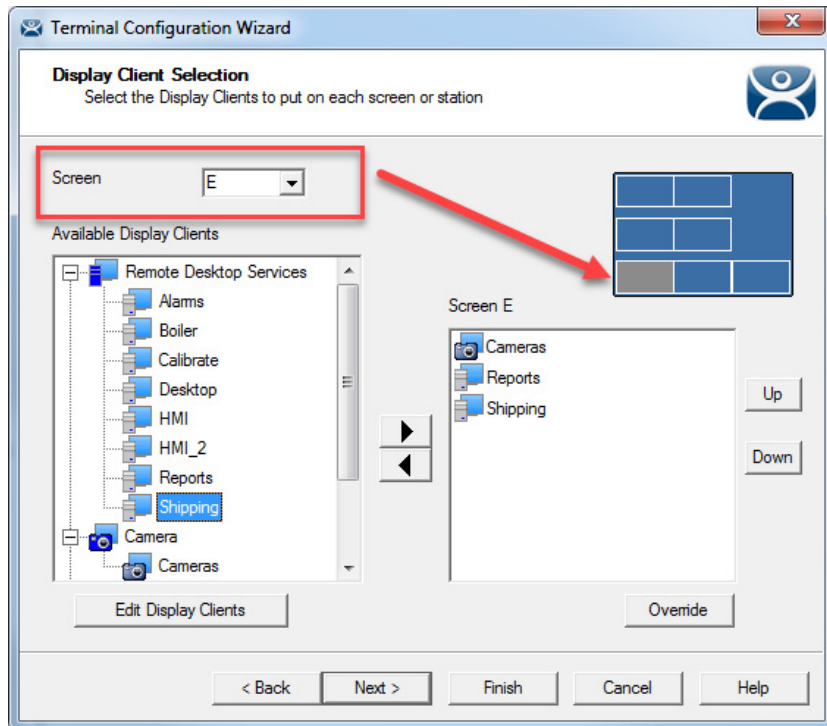 Terminal Configuration Wizard
Display Client Selection
Select the Display Clients to put on each screen or station
Screen
E
Available Display Clients
Remote Desktop Services
Alarms
Boiler
Calibrate
Desktop
HMI
HMI_2
Reports
Shipping
Camera
Cameras
Screen E
Cameras
Reports
Shipping
Up
Down
Edit Display Clients
Override
< Back Next > Finish Cancel Help